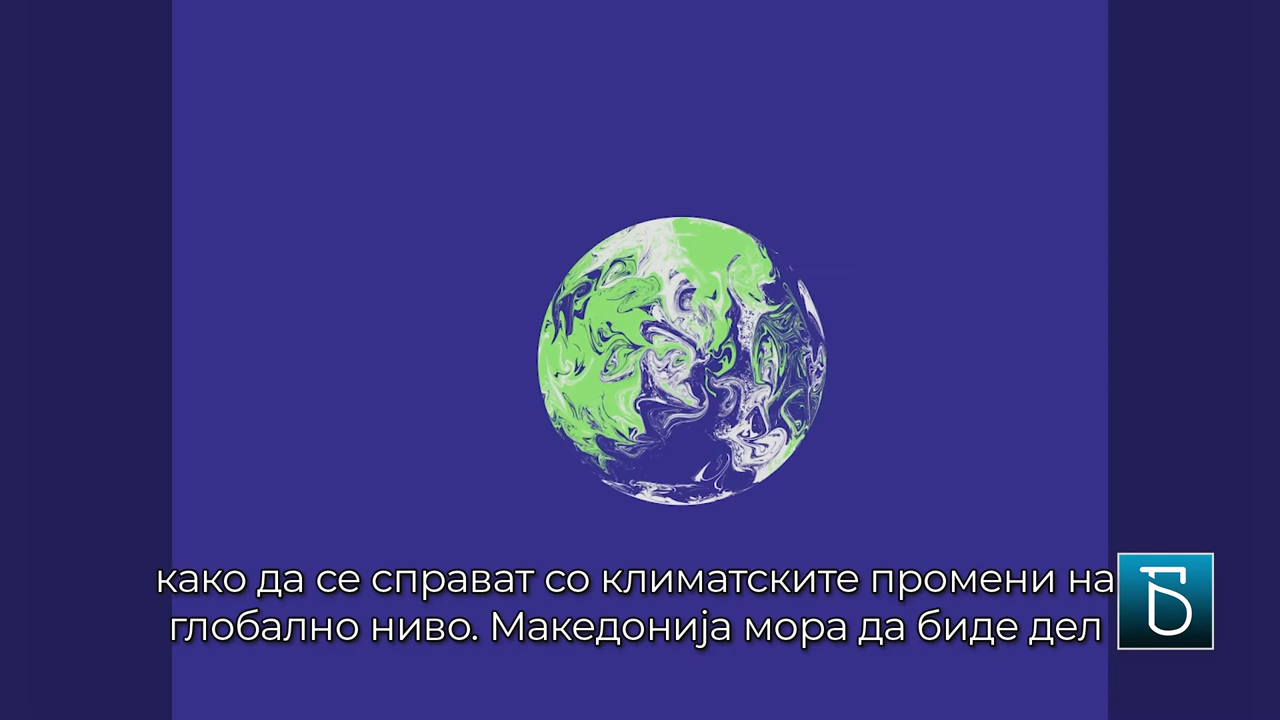 како да се справат со климатските промени на
глобално ниво. Македонија мора да биде дел
Б